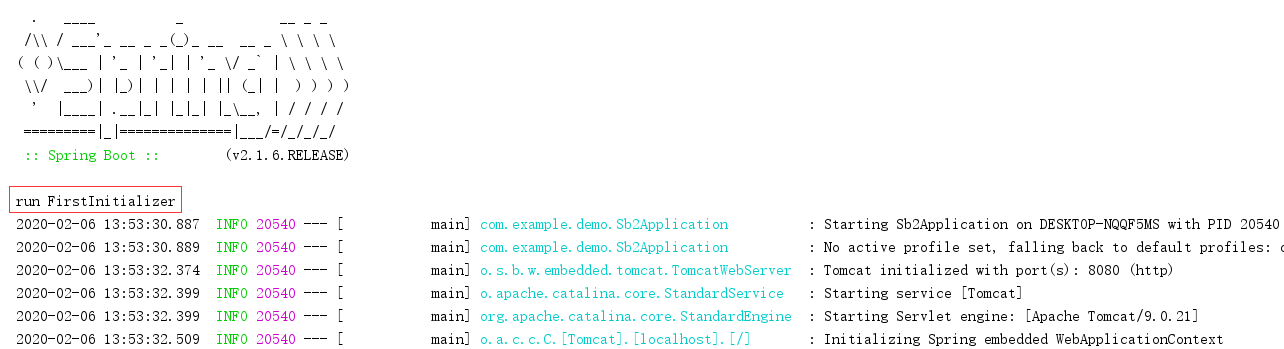 .   ____          _            __ _ _
 /\\ / ___'_ __ _ _(_)_ __  __ _ \ \ \ \
( ( )\___ | '_ | '_| | '_ \/ _` | \ \ \ \
 \\/  ___)| |_)| | | | | || (_| |  ) ) ) )
  '  |____| .__|_| |_|_| |_\__, | / / / /
 =========|_|==============|___/=/_/_/_/
 :: Spring Boot ::        (v2.1.6.RELEASE)
run FirstInitializer
2020-02-06 13:53:30.887  INFO 20540 --- [           main] com.example.demo.Sb2Application          : Starting Sb2Application on DESKTOP-NQQF5MS with PID 20540
2020-02-06 13:53:30.889  INFO 20540 --- [           main] com.example.demo.Sb2Application          : No active profile set, falling back to default profiles:
2020-02-06 13:53:32.374  INFO 20540 --- [           main] o.s.b.w.embedded.tomcat.TomcatWebServer  : Tomcat initialized with port(s): 8080 (http)
2020-02-06 13:53:32.399  INFO 20540 --- [           main] o.apache.catalina.core.StandardService   : Starting service [Tomcat]
2020-02-06 13:53:32.399  INFO 20540 --- [           main] org.apache.catalina.core.StandardEngine  : Starting Servlet engine: [Apache Tomcat/9.0.21]
2020-02-06 13:53:32.509  INFO 20540 --- [           main] o.a.c.c.C.[Tomcat].[localhost].[/]       : Initializing Spring embedded WebApplicationContext